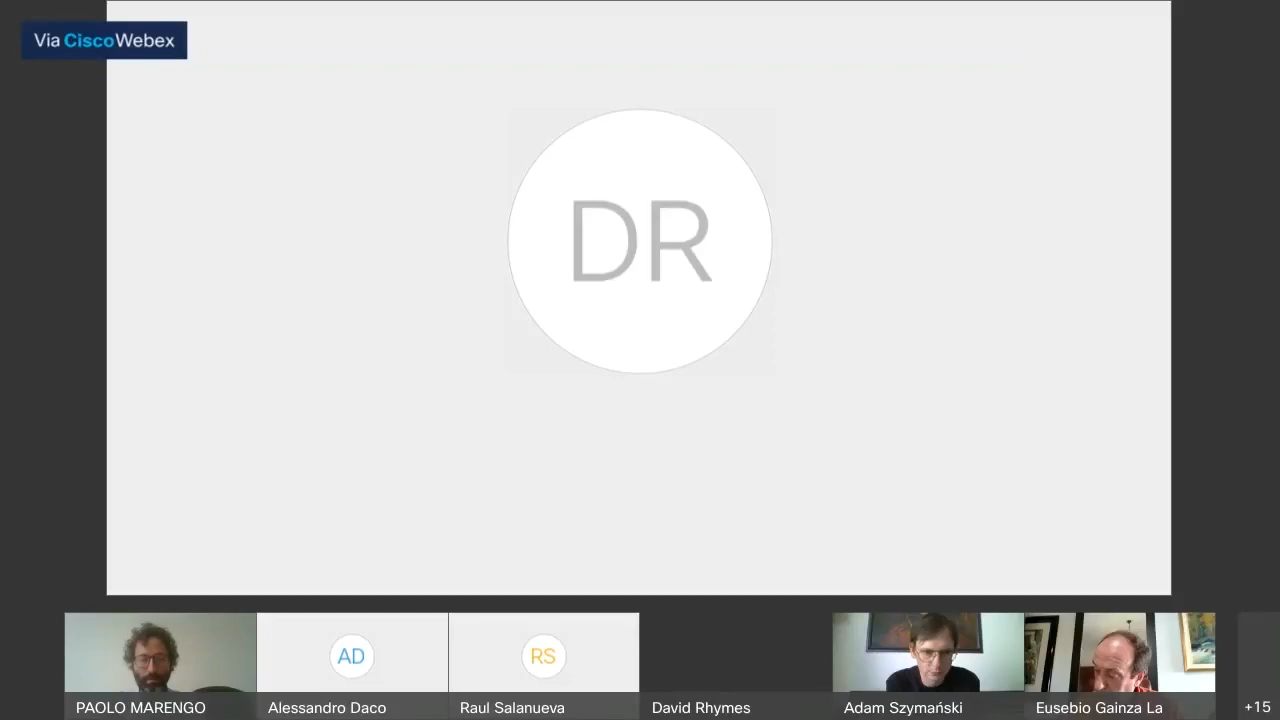 Via CiscoWebex
DR
AD
RS
PAOLO MARENGO
Alessandro Daco
Raul Salanueva
David Rhymes
Adam Szymański
Eusebio Gainza La
+15